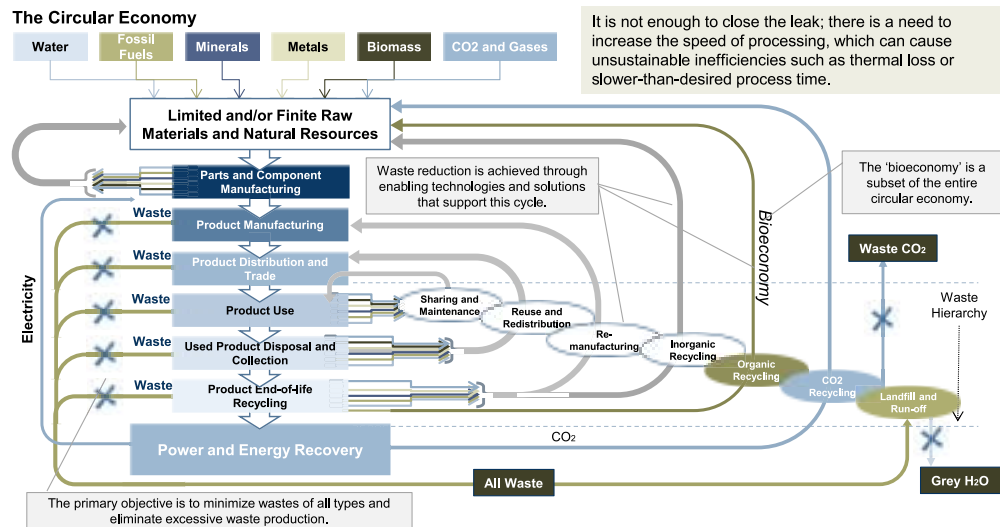 The Circular Economy
It is not enough to close the leak; there is a need to
increase the speed of processing, which can cause
unsustainable inefficiencies such as thermal loss or
slower-than-desired process time.
Water
Fossil
Fuels
Minerals
Metals
Biomass
CO2 and Gases
Limited and/or Finite Raw
Materials and Natural Resources
Parts and Component
Manufacturing
Waste reduction is achieved through
enabling technologies and solutions
that support this cycle.
The ‘bioeconomy’ is a
subset of the entire
circular economy.
Bioeconomy
Waste
Product Manufacturing
Waste CO₂
Waste
Product Distribution and
Trade
Electricity
Waste
Product Use
Sharing and
Maintenance
Reuse and
Redistribution
Re-
manufacturing
Inorganic
Recycling
Organic
Recycling
CO2
Recycling
Landfill and
Run-off
Waste
Hierarchy
Waste
Used Product Disposal and
Collection
Waste
Product End-of-life
Recycling
Power and Energy Recovery
CO₂
All Waste
Grey H₂O
The primary objective is to minimize wastes of all types and
eliminate excessive waste production.